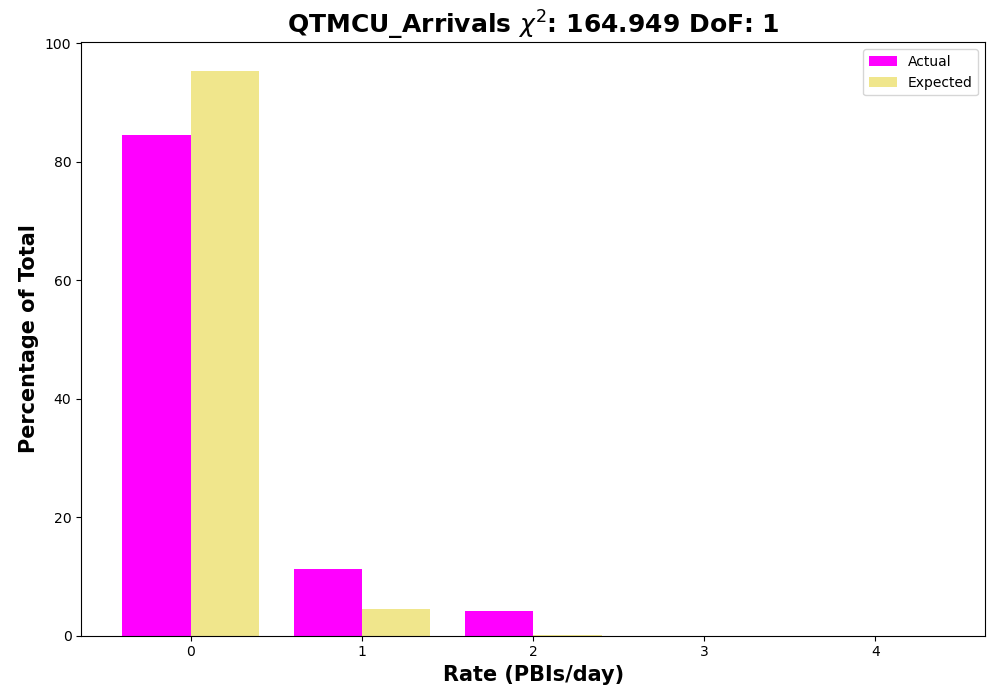 QTMCU_Arrivals χ²: 164.949 DoF: 1
Actual
Expected
Percentage of Total
100
80
60
40
20
0
0 1 2 3 4
Rate (PBIs/day)